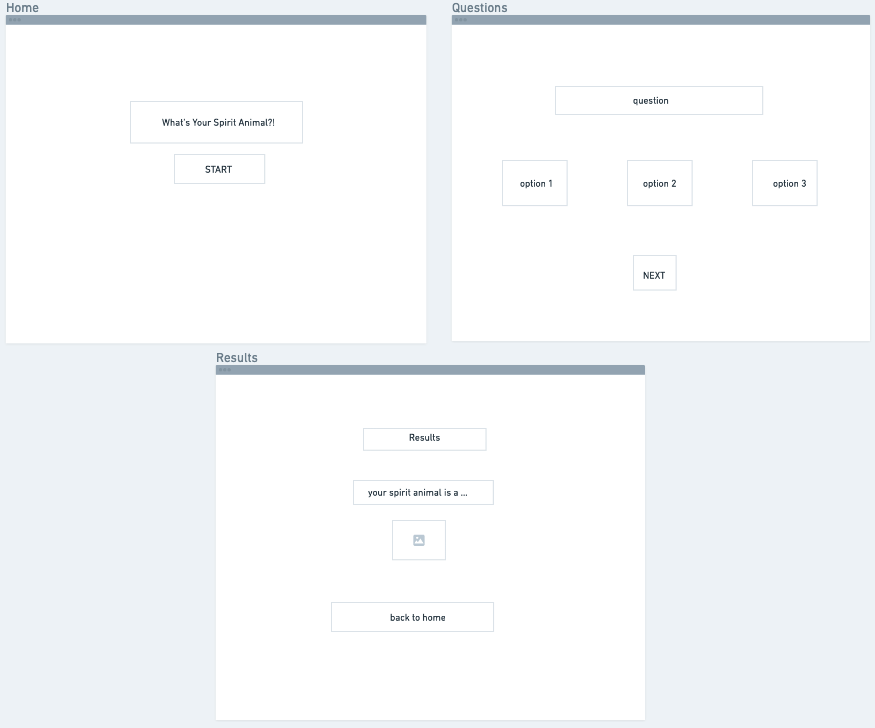 Home
What's Your Spirit Animal?!
START
Questions
question
option 1
option 2
option 3
NEXT
Results
Results
your spirit animal is a ...
back to home